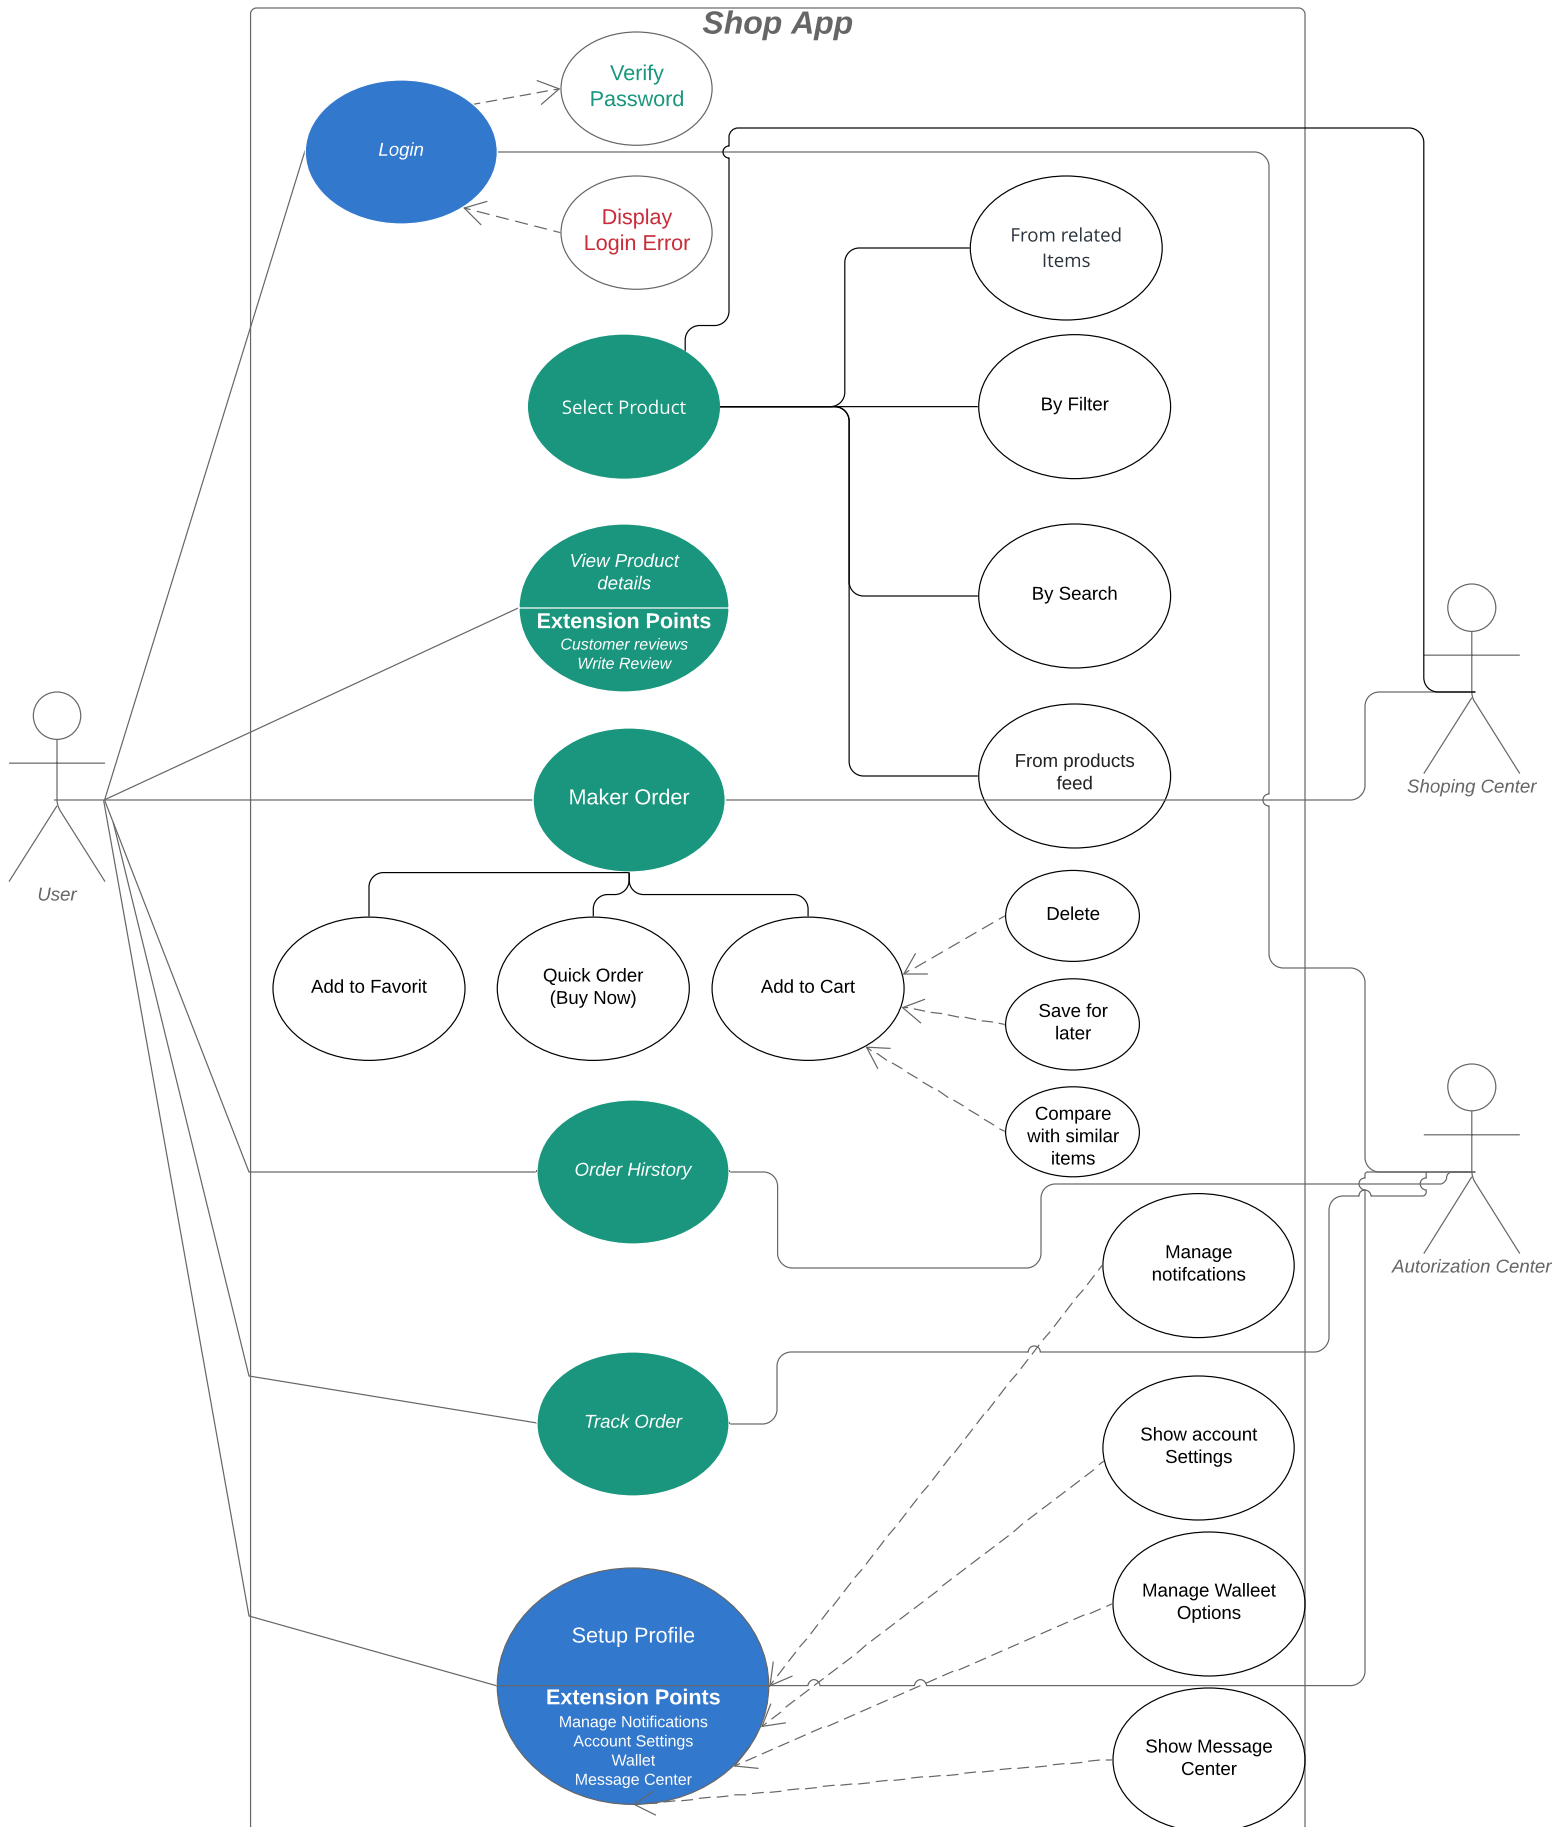 Shop App
Verify
Password
Login
Display
Login Error
From related
Items
Select Product
By Filter
View Product
details
Extension Points
Customer reviews
Write Review
By Search
From products
feed
Shoping Center
Maker Order
User
Delete
Add to Favorit
Quick Order
(Buy Now)
Add to Cart
Save for
later
Compare
with similar
items
Order Hirstory
Manage
notifcations
Autorization Center
Track Order
Show account
Settings
Manage Walleet
Options
Setup Profile
Extension Points
Manage Notifications
Account Settings
Wallet
Message Center
Show Message
Center